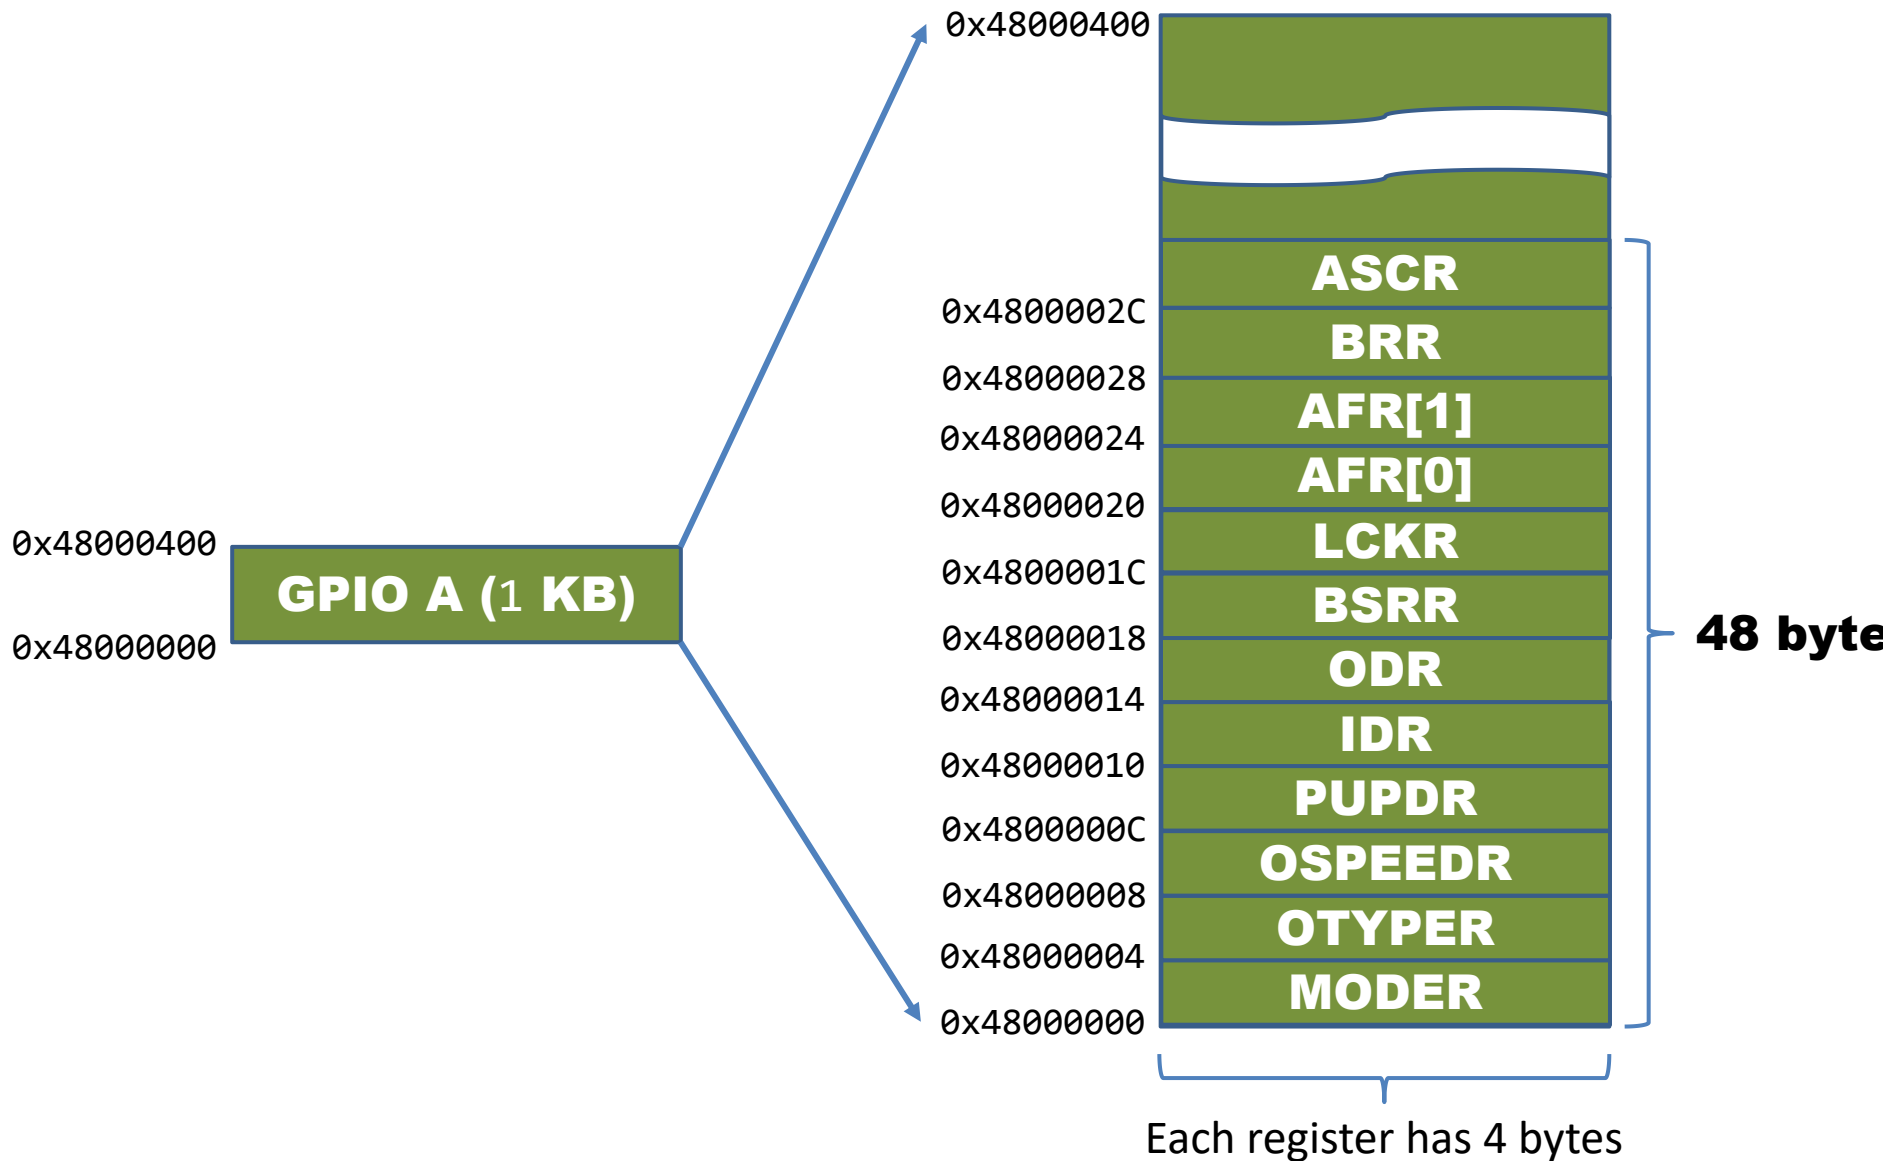 0x48000400
ASCR
0x4800002C
BRR
0x48000028
AFR[1]
0x48000024
AFR[0]
0x48000020
LCKR
0x4800001C
BSRR
0x48000018
ODR
0x48000014
IDR
0x48000010
PUPDR
0x4800000C
OSPEEDR
0x48000008
OTYPER
0x48000004
MODER
0x48000000
0x48000400
GPIO A (1 KB)
0x48000000
48 byte
Each register has 4 bytes